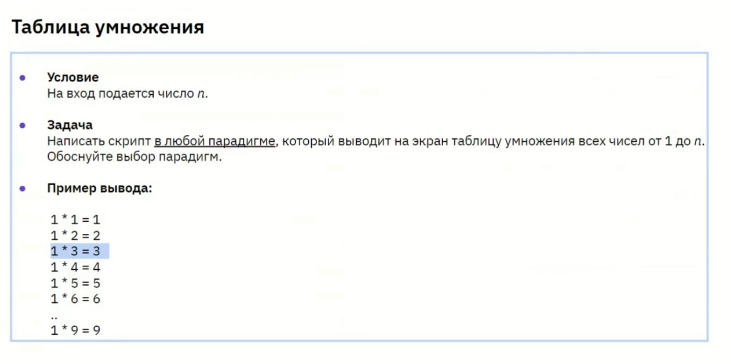 Таблица умножения
Условие
На вход подается число n.
Задача
Написать скрипт в любой парадигме, который выводит на экран таблицу умножения всех чисел от 1 до n.
Обоснуйте выбор парадигм.
Пример вывода:
1 * 1 = 1
1 * 2 = 2
1 * 3 = 3
1 * 4 = 4
1 * 5 = 5
1 * 6 = 6
..
1 * 9 = 9